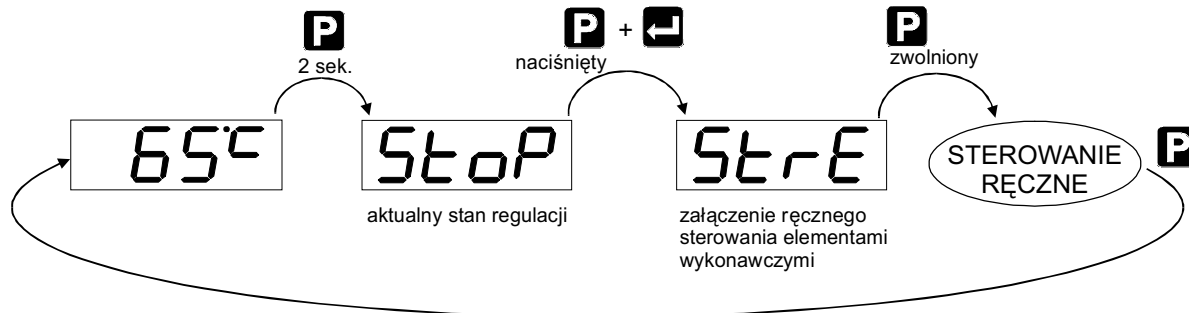 P
2 sek.
P + ↵
naciśnięty
P
zwolniony
65°C
StoP
StrE
STEROWANIE
RĘCZNE
P
aktualny stan regulacji
załączenie ręcznego
sterowania elementami
wykonawczymi